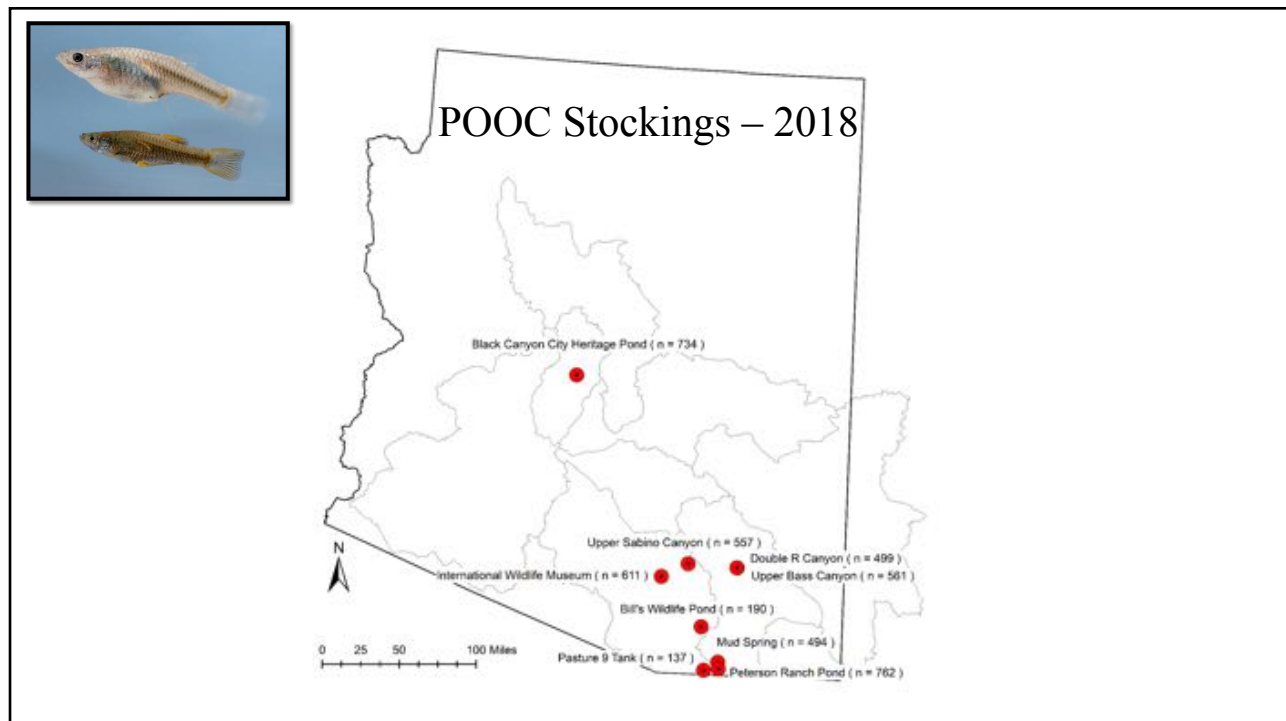 POOC Stockings – 2018
Black Canyon City Heritage Pond ( n = 734 )
Upper Sabino Canyon ( n = 557 )
Double R Canyon ( n = 499 )
International Wildlife Museum ( n = 611 )
Upper Bass Canyon ( n = 561 )
Bill's Wildlife Pond ( n = 190 )
Mud Spring ( n = 494 )
Pasture 9 Tank ( n = 137 )
Peterson Ranch Pond ( n = 762 )
N
0 25 50 100 Miles